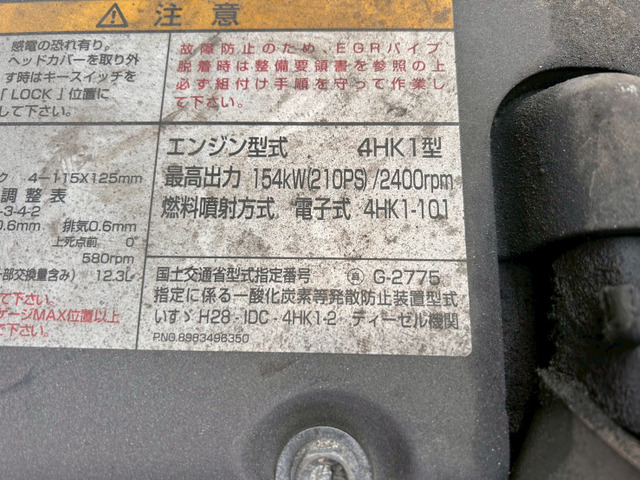 ⚠ 注意
感電の恐れ有り。
ヘッドカバーを取り外
す時はキースイッチを
「LOCK」位置に
て下さい。
故障防止のため、EGRパイプ
脱着時は整備要領書を参照の上
必ず組付け手順を守って作業し
て下さい。
ク 4-115X125mm
調整表
-3-4-2
0.6mm 排気0.6mm
上死点前 0°
580rpm
部交換量含み) 12.3L
て下さい。
ゲージMAX位置以上
て下さい。
エンジン型式 4HK1型
最高出力 154kW(210PS)/2400rpm
燃料噴射方式 電子式 4HK1-101
国土交通省型式指定番号 G-2775
指定に係る一酸化炭素等発散防止装置型式
いすゞ H28・IDC・4HK1-2 ディーゼル機関
P.NO.8983496350